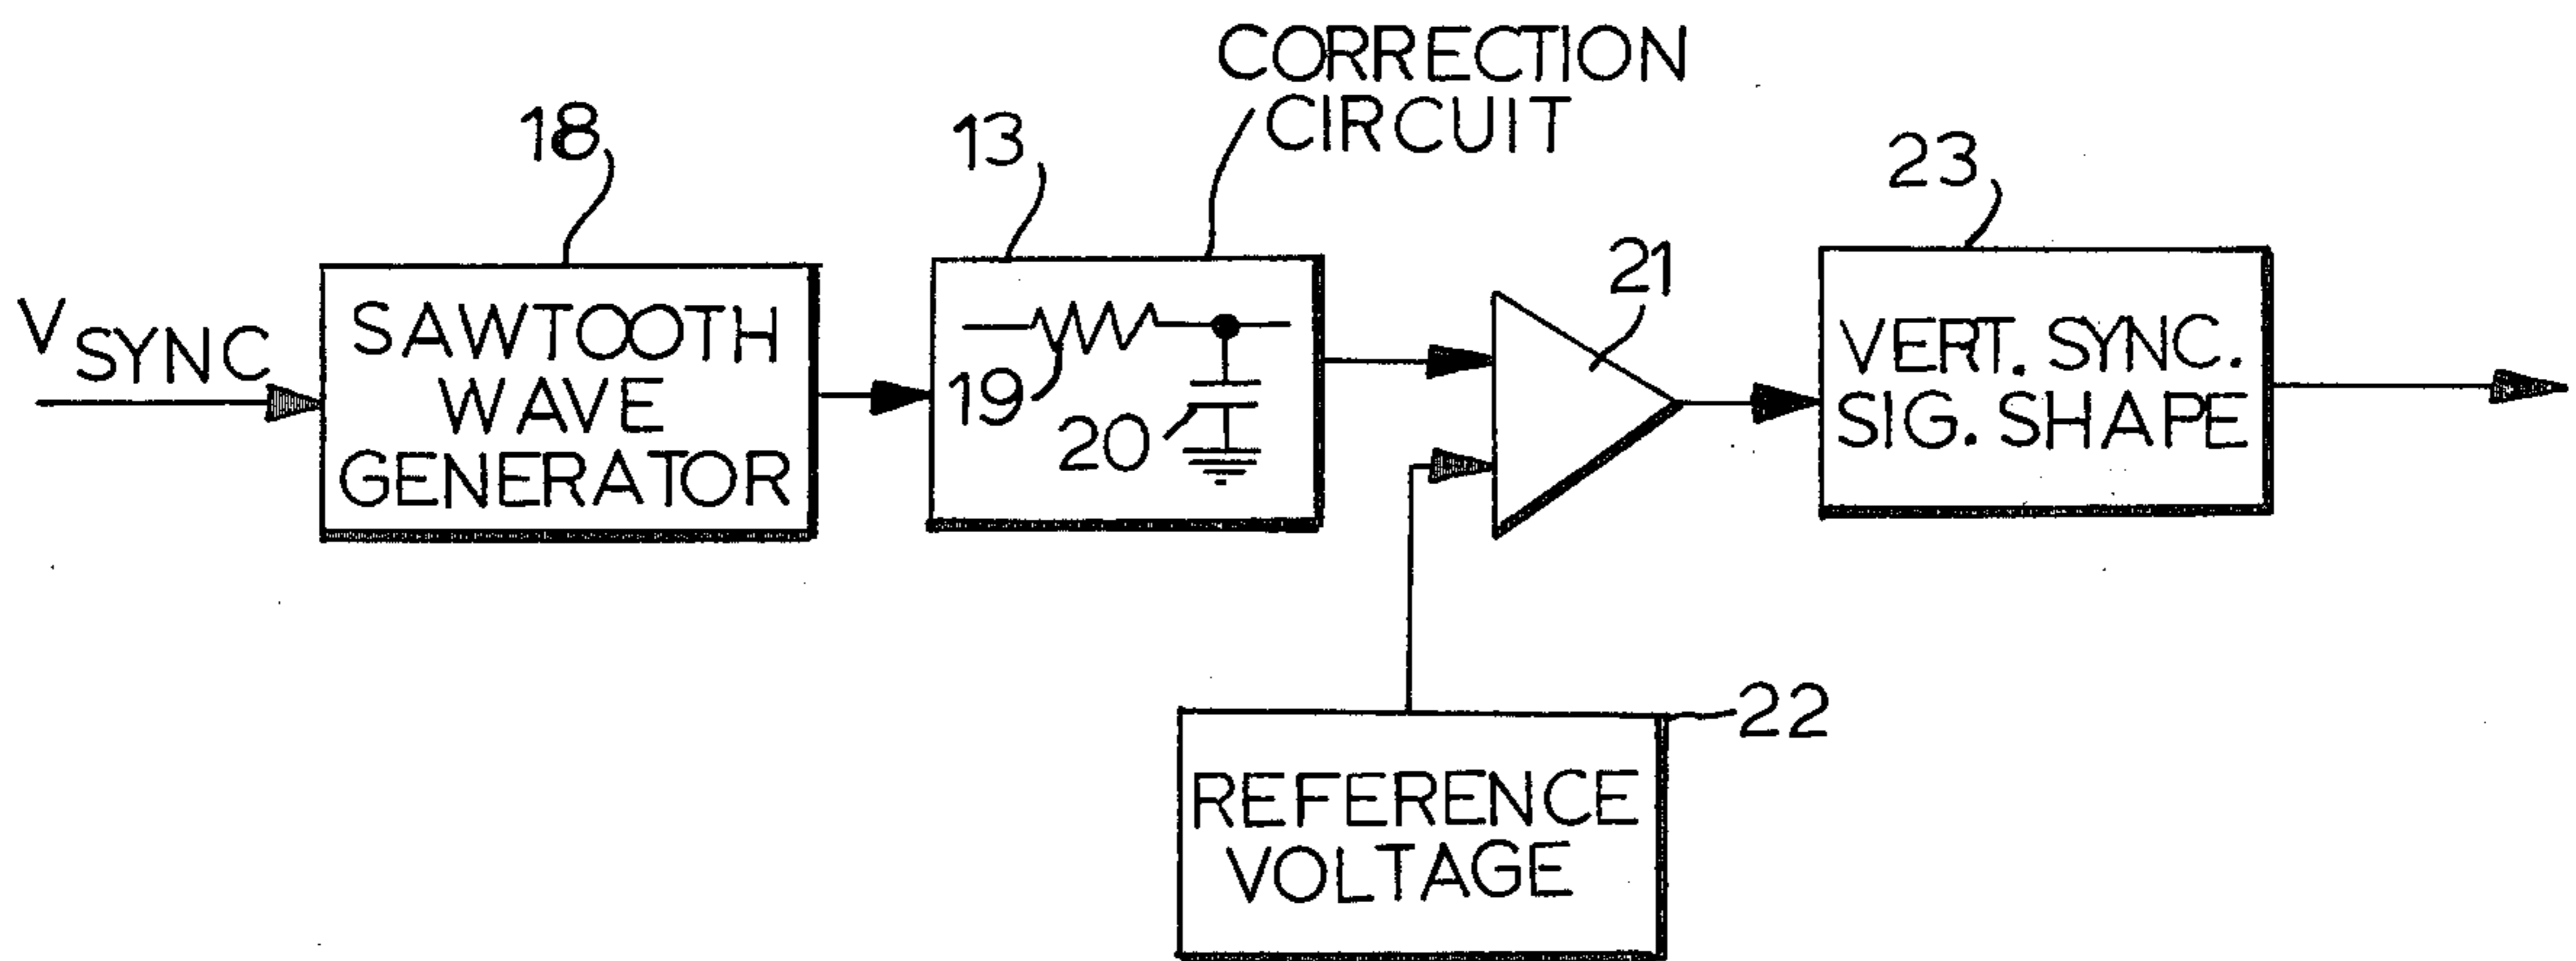 CORRECTION
CIRCUIT
18
13
23
VSYNC
SAWTOOTH
WAVE
GENERATOR
19
20
21
VERT. SYNC.
SIG. SHAPE
22
REFERENCE
VOLTAGE